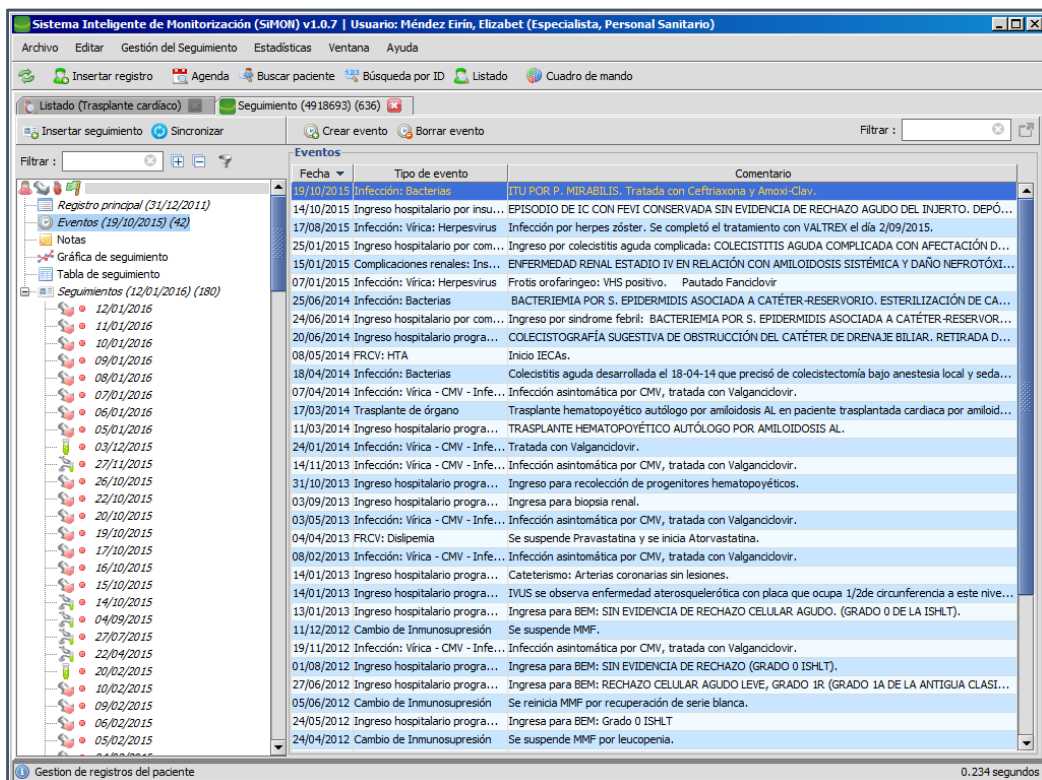 Sistema Inteligente de Monitorización (SiMON) v1.0.7 | Usuario: Méndez Eirín, Elizabet (Especialista, Personal Sanitario)
Archivo Editar Gestión del Seguimiento Estadísticas Ventana Ayuda
Insertar registro Agenda Buscar paciente 123 Búsqueda por ID Listado Cuadro de mando
Listado (Trasplante cardíaco) Seguimiento (4918693) (636)
Insertar seguimiento Sincronizar Crear evento Borrar evento Filtrar :
Filtrar :
Registro principal (31/12/2011)
Eventos (19/10/2015) (42)
Notas
Gráfica de seguimiento
Tabla de seguimiento
Seguimientos (12/01/2016) (180)
12/01/2016
11/01/2016
10/01/2016
09/01/2016
08/01/2016
07/01/2016
06/01/2016
05/01/2016
03/12/2015
27/11/2015
26/10/2015
22/10/2015
20/10/2015
19/10/2015
17/10/2015
16/10/2015
15/10/2015
14/10/2015
04/09/2015
27/07/2015
22/04/2015
20/02/2015
10/02/2015
09/02/2015
06/02/2015
05/02/2015
Eventos
Fecha Tipo de evento Comentario
19/10/2015 Infección: Bacterias ITU POR P. MIRABILIS. Tratada con Ceftriaxona y Amoxi-Clav.
14/10/2015 Ingreso hospitalario por insu... EPISODIO DE IC CON FEVI CONSERVADA SIN EVIDENCIA DE RECHAZO AGUDO DEL INJERTO. DEPÓ...
17/08/2015 Infección: Vírica: Herpesvirus Infección por herpes zóster. Se completó el tratamiento con VALTREX el día 2/09/2015.
25/01/2015 Ingreso hospitalario por com... Ingreso por colecistitis aguda complicada: COLECISTITIS AGUDA COMPLICADA CON AFECTACIÓN D...
15/01/2015 Complicaciones renales: Ins... ENFERMEDAD RENAL ESTADIO IV EN RELACIÓN CON AMILOIDOSIS SISTÉMICA Y DAÑO NEFROTÓXI...
07/01/2015 Infección: Vírica: Herpesvirus Frotis orofaringeo: VHS positivo. Pautado Fanciclovir
25/06/2014 Infección: Bacterias BACTERIEMIA POR S. EPIDERMIDIS ASOCIADA A CATÉTER-RESERVORIO. ESTERILIZACIÓN DE CA...
24/06/2014 Ingreso hospitalario por com... Ingreso por sindrome febril: BACTERIEMIA POR S. EPIDERMIDIS ASOCIADA A CATÉTER-RESERVOR...
20/06/2014 Ingreso hospitalario progra... COLECISTOGRAFÍA SUGESTIVA DE OBSTRUCCIÓN DEL CATÉTER DE DRENAJE BILIAR. RETIRADA D...
08/05/2014 FRCV: HTA Inicio IECAs.
18/04/2014 Infección: Bacterias Colecistitis aguda desarrollada el 18-04-14 que precisó de colecistectomía bajo anestesia local y seda...
07/04/2014 Infección: Vírica - CMV - Infe... Infección asintomática por CMV, tratada con Valganciclovir.
17/03/2014 Trasplante de órgano Trasplante hematopoyético autólogo por amiloidosis AL en paciente trasplantada cardiaca por amiloid...
11/03/2014 Ingreso hospitalario progra... TRASPLANTE HEMATOPOYÉTICO AUTÓLOGO POR AMILOIDOSIS AL.
24/01/2014 Infección: Vírica - CMV - Infe... Tratada con Valganciclovir.
14/11/2013 Infección: Vírica - CMV - Infe... Infección asintomática por CMV, tratada con Valganciclovir.
31/10/2013 Ingreso hospitalario progra... Ingreso para recolección de progenitores hematopoyéticos.
03/09/2013 Ingreso hospitalario progra... Ingresa para biopsia renal.
03/05/2013 Infección: Vírica - CMV - Infe... Infección asintomática por CMV, tratada con Valganciclovir.
04/04/2013 FRCV: Dislipemia Se suspende Pravastatina y se inicia Atorvastatina.
08/02/2013 Infección: Vírica - CMV - Infe... Infección asintomática por CMV, tratada con Valganciclovir.
14/01/2013 Ingreso hospitalario progra... Cateterismo: Arterias coronarias sin lesiones.
14/01/2013 Ingreso hospitalario progra... IVUS se observa enfermedad aterosquelerótica con placa que ocupa 1/2de circunferencia a este nive...
13/01/2013 Ingreso hospitalario progra... Ingresa para BEM: SIN EVIDENCIA DE RECHAZO CELULAR AGUDO. (GRADO 0 DE LA ISHLT).
11/12/2012 Cambio de Inmunosupresión Se suspende MMF.
19/11/2012 Infección: Vírica - CMV - Infe... Infección asintomática por CMV, tratada con Valganciclovir.
01/08/2012 Ingreso hospitalario progra... Ingresa para BEM: SIN EVIDENCIA DE RECHAZO (GRADO 0 ISHLT).
27/06/2012 Ingreso hospitalario progra... Ingresa para BEM: RECHAZO CELULAR AGUDO LEVE, GRADO 1R (GRADO 1A DE LA ANTIGUA CLASI...
05/06/2012 Cambio de Inmunosupresión Se reinicia MMF por recuperación de serie blanca.
24/05/2012 Ingreso hospitalario progra... Ingresa para BEM: Grado 0 ISHLT
24/04/2012 Cambio de Inmunosupresión Se suspende MMF por leucopenia.
Gestion de registros del paciente 0.234 segundos